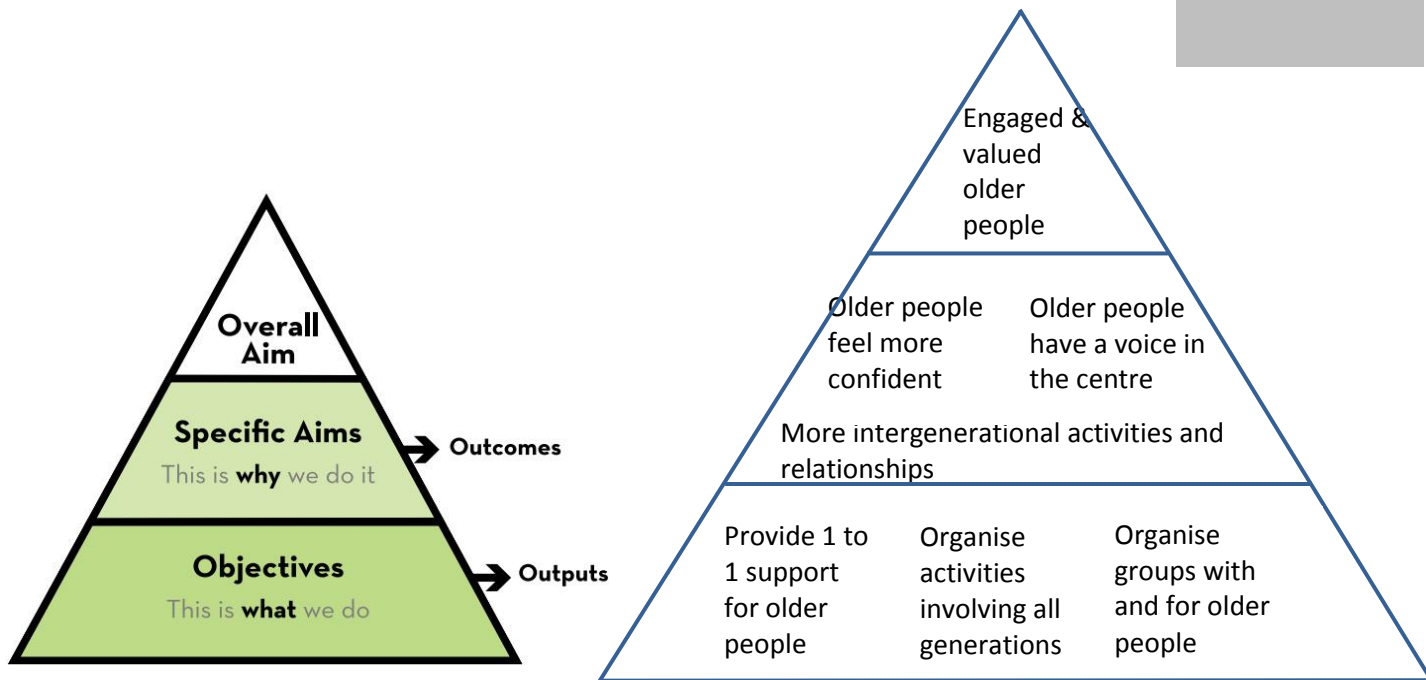 Overall
Aim
Specific Aims
This is why we do it
Outcomes
Objectives
This is what we do
Outputs
Engaged &
valued
older
people
Older people
feel more
confident
Older people
have a voice in
the centre
More intergenerational activities and
relationships
Provide 1 to
1 support
for older
people
Organise
activities
involving all
generations
Organise
groups with
and for older
people